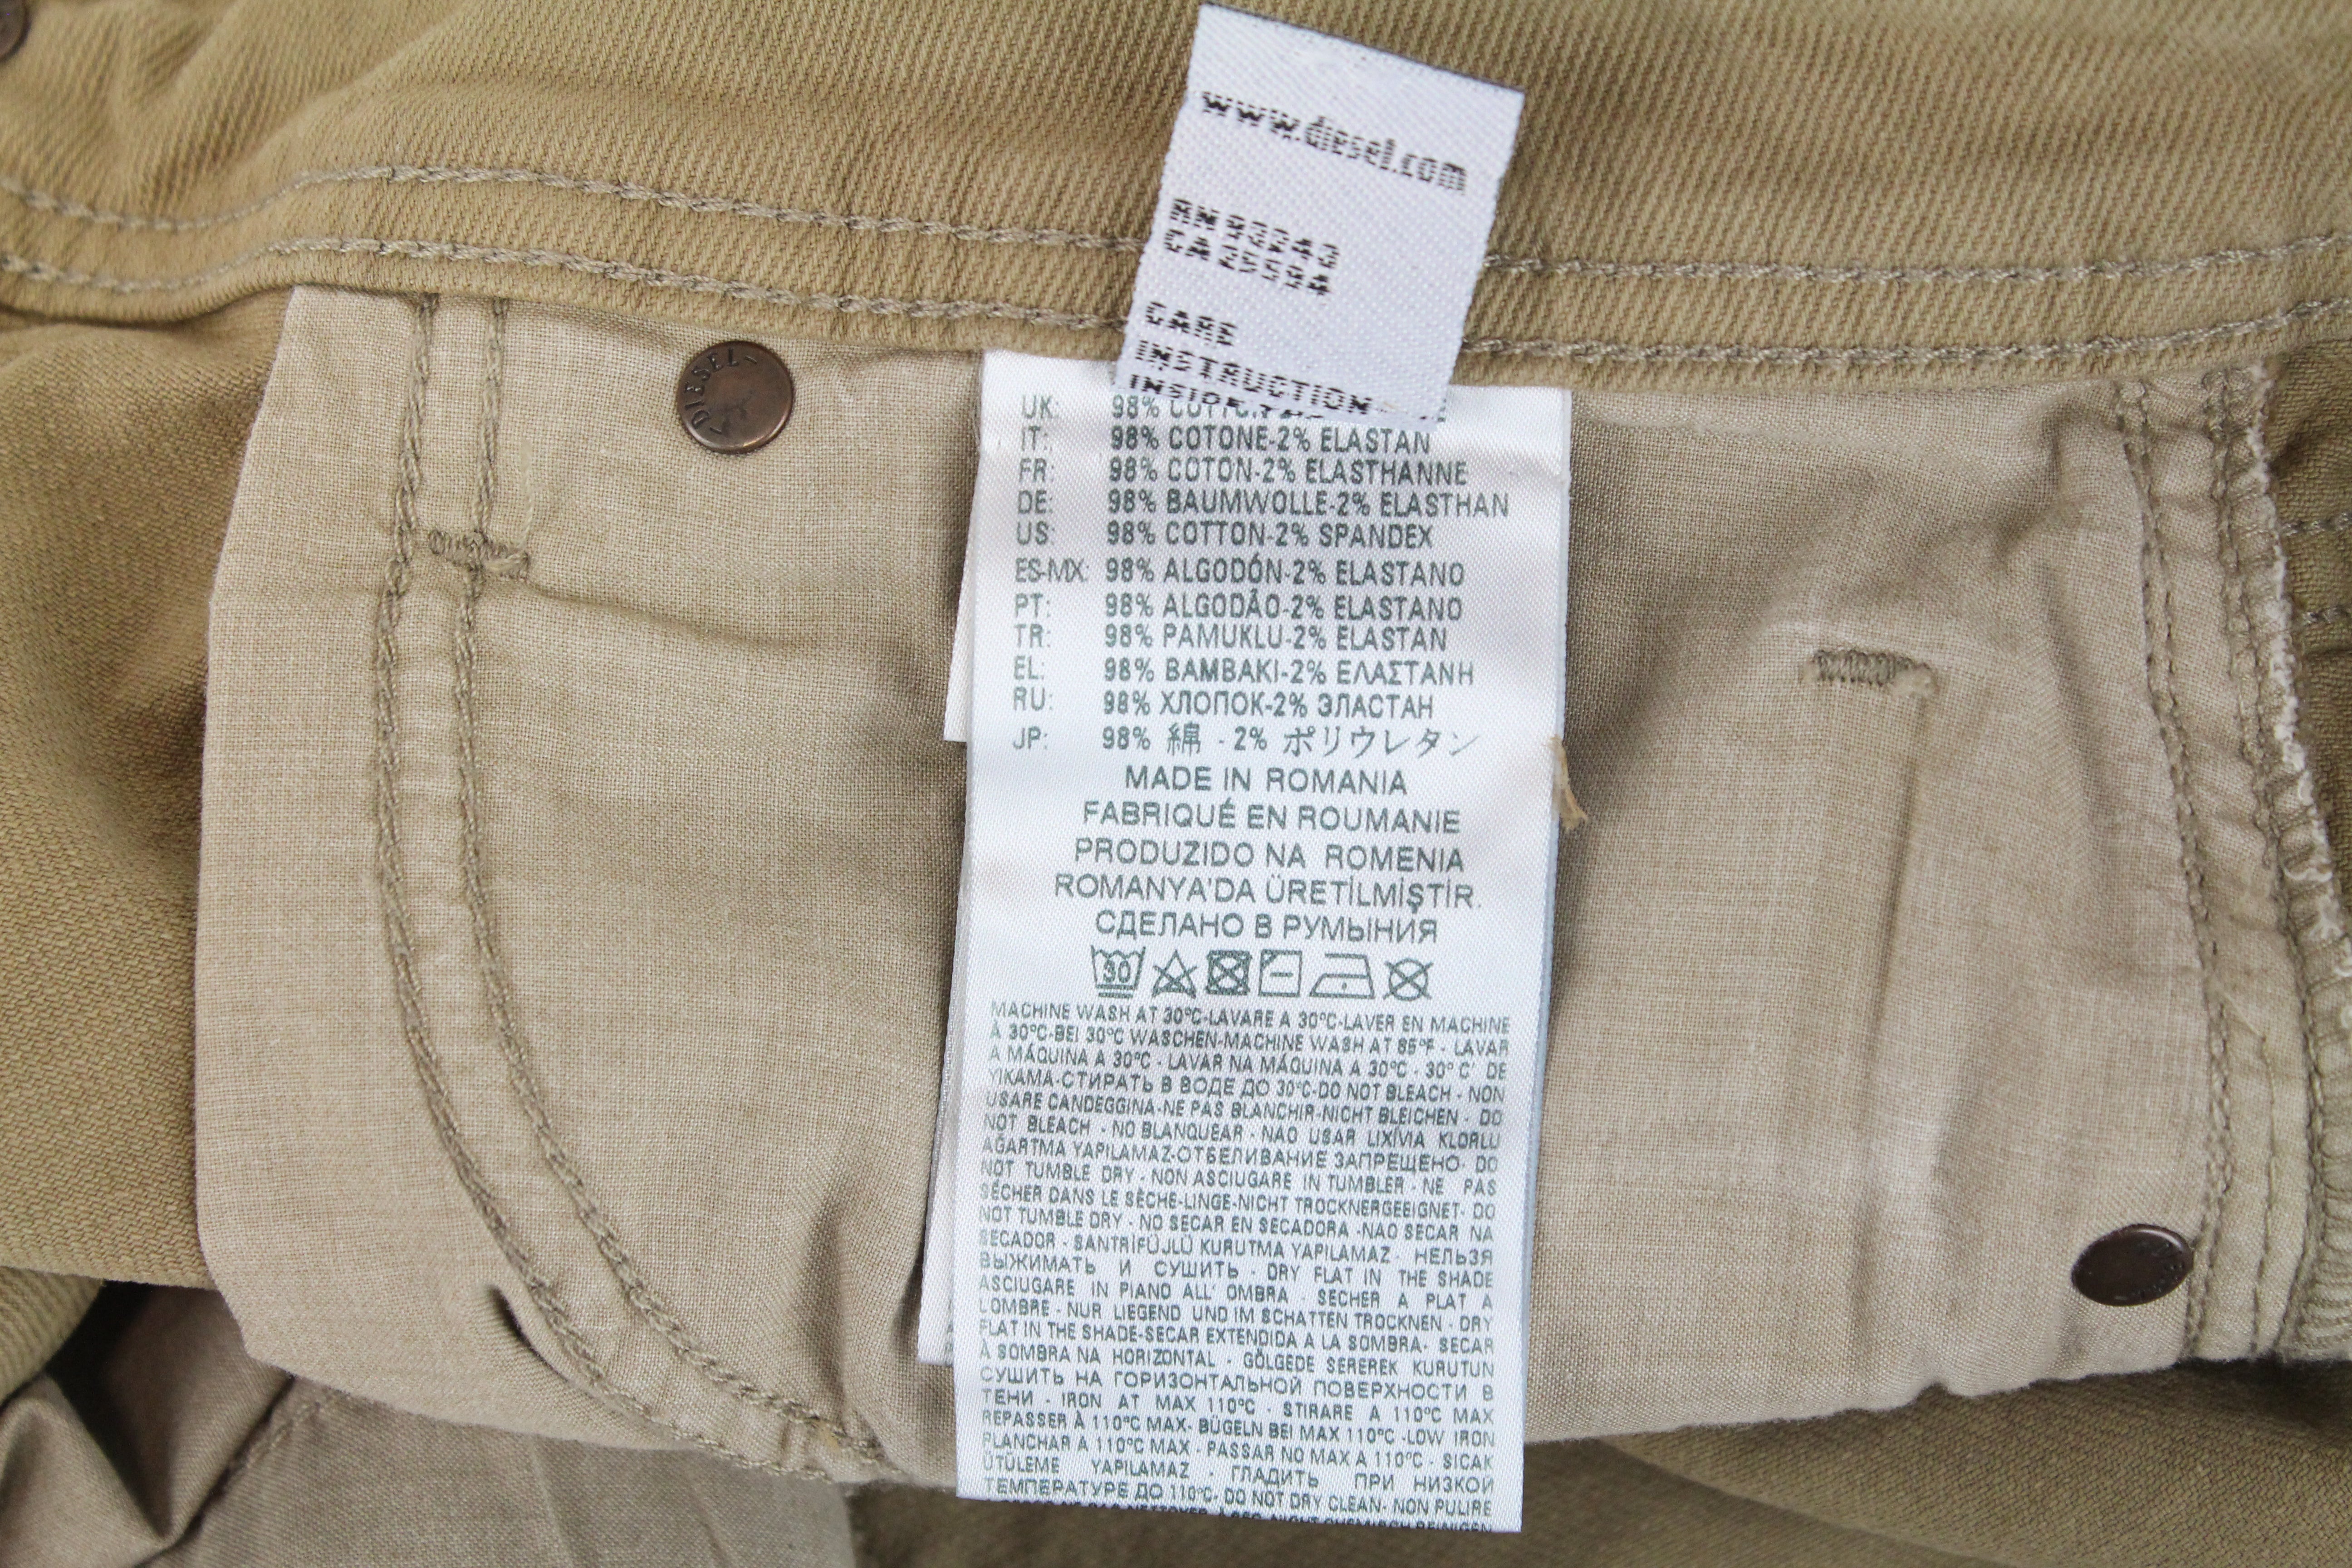 www.diesel.com
RN 93243
CA 25594
CARE
INSTRUCTION
INSIDE THE
DIESEL
UK: 98%
IT: 98% COTONE-2% ELASTAN
FR: 98% COTON-2% ELASTHANNE
DE: 98% BAUMWOLLE-2% ELASTHAN
US: 98% COTTON-2% SPANDEX
ES-MX: 98% ALGODÓN-2% ELASTANO
PT: 98% ALGODÃO-2% ELASTANO
TR: 98% PAMUKLU-2% ELASTAN
EL: 98% BAMBAKI-2% ΕΛΑΣΤΑΝΗ
RU: 98% ХЛОПОК-2% ЭЛАСТАН
JP: 98% 綿 - 2% ポリウレタン
MADE IN ROMANIA
FABRIQUÉ EN ROUMANIE
PRODUZIDO NA ROMENIA
ROMANYA'DA ÜRETİLMİŞTİR.
СДЕЛАНО В РУМЫНИЯ
30
MACHINE WASH AT 30°C-LAVARE A 30°C-LAVER EN MACHINE
À 30°C-BEI 30°C WASCHEN-MACHINE WASH AT 85°F - LAVAR
A MÁQUINA A 30°C - LAVAR NA MÁQUINA A 30°C - 30° C' DE
YIKAMA-СТИРАТЬ В ВОДЕ ДО 30°C-DO NOT BLEACH - NON
USARE CANDEGGINA-NE PAS BLANCHIR-NICHT BLEICHEN - DO
NOT BLEACH - NO BLANQUEAR - NAO USAR LIXÍVIA KLORLU
AĞARTMA YAPILAMAZ-ОТБЕЛИВАНИЕ ЗАПРЕЩЕНО- DO
NOT TUMBLE DRY - NON ASCIUGARE IN TUMBLER - NE PAS
SÉCHER DANS LE SÈCHE-LINGE-NICHT TROCKNERGEEIGNET- DO
NOT TUMBLE DRY - NO SECAR EN SECADORA -NAO SECAR NA
SECADOR - SANTRİFÜJLÜ KURUTMA YAPILAMAZ - НЕЛЬЗЯ
ВЫЖИМАТЬ И СУШИТЬ - DRY FLAT IN THE SHADE
ASCIUGARE IN PIANO ALL' OMBRA - SECHER A PLAT A
L'OMBRE - NUR LIEGEND UND IM SCHATTEN TROCKNEN - DRY
FLAT IN THE SHADE-SECAR EXTENDIDA A LA SOMBRA- SECAR
À SOMBRA NA HORIZONTAL - GÖLGEDE SEREREK KURUTUN
СУШИТЬ НА ГОРИЗОНТАЛЬНОЙ ПОВЕРХНОСТИ В
ТЕНИ - IRON AT MAX 110°C - STIRARE A 110°C MAX
REPASSER À 110°C MAX- BÜGELN BEI MAX 110°C -LOW IRON
PLANCHAR A 110°C MAX - PASSAR NO MAX A 110°C - SICAK
ÜTÜLEME YAPILAMAZ - ГЛАДИТЬ ПРИ НИЗКОЙ
ТЕМПЕРАТУРЕ ДО 110°C- DO NOT DRY CLEAN- NON PULIRE